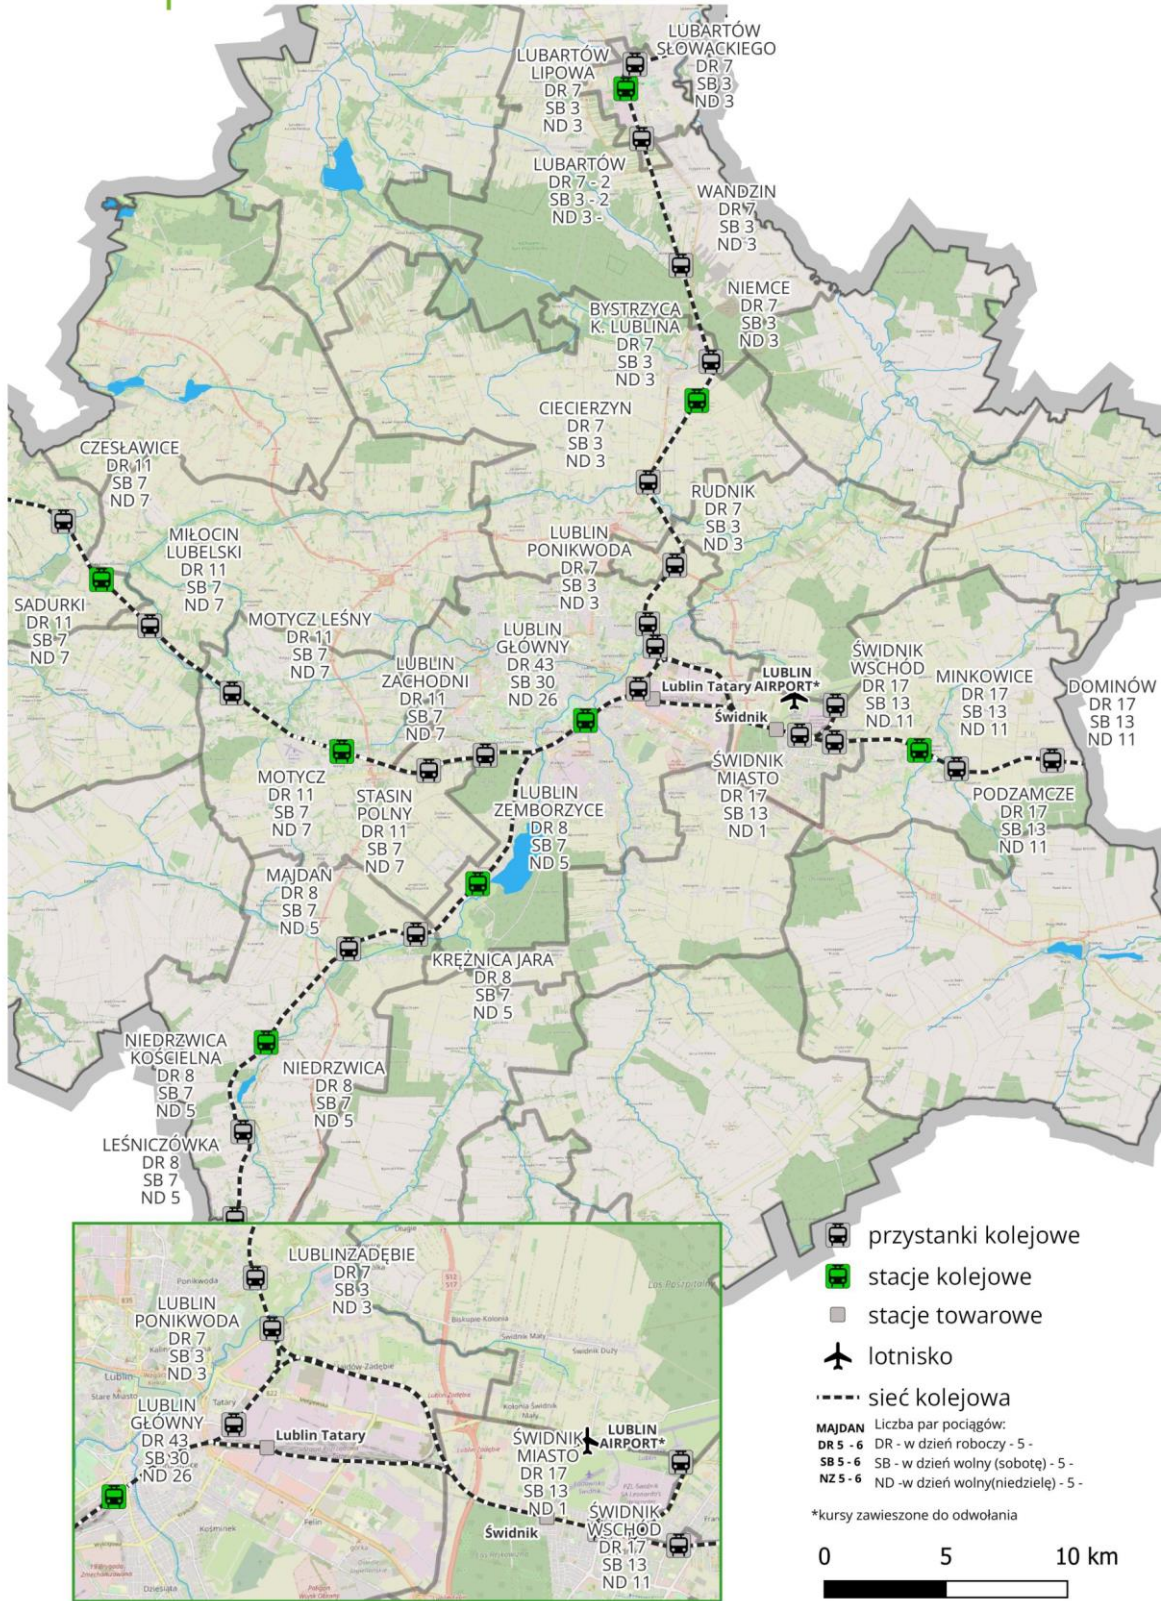 LUBARTÓW
SŁOWACKIEGO
DR 7
SB 3
ND 3
LUBARTÓW
LIPOWA
DR 7
SB 3
ND 3
LUBARTÓW
DR 7 - 2
SB 3 - 2
ND 3 -
WANDZIN
DR 7
SB 3
ND 3
NIEMCE
DR 7
SB 3
ND 3
BYSTRZYCA
K. LUBLINA
DR 7
SB 3
ND 3
CIECIERZYN
DR 7
SB 3
ND 3
CZESŁAWICE
DR 11
SB 7
ND 7
RUDNIK
DR 7
SB 3
ND 3
MIŁOCIN
LUBELSKI
DR 11
SB 7
ND 7
LUBLIN
PONIKWODA
DR 7
SB 3
ND 3
SADURKI
DR 11
SB 7
ND 7
MOTYCZ LEŚNY
DR 11
SB 7
ND 7
LUBLIN
GŁÓWNY
DR 43
SB 30
ND 26
LUBLIN
ZACHODNI
DR 11
SB 7
ND 7
Lublin Tatary
LUBLIN
AIRPORT*
Świdnik
ŚWIDNIK
WSCHÓD
DR 17
SB 13
ND 11
MINKOWICE
DR 17
SB 13
ND 11
DOMINÓW
DR 17
SB 13
ND 11
MOTYCZ
DR 11
SB 7
ND 7
STASIN
POLNY
DR 11
SB 7
ND 7
LUBLIN
ZEMBORZYCE
DR 8
SB 7
ND 5
ŚWIDNIK
MIASTO
DR 17
SB 13
ND 1
PODZAMCZE
DR 17
SB 13
ND 11
MAJDAN
DR 8
SB 7
ND 5
KRĘŻNICA JARA
DR 8
SB 7
ND 5
NIEDRZWICA
KOŚCIELNA
DR 8
SB 7
ND 5
NIEDRZWICA
DR 8
SB 7
ND 5
LEŚNICZÓWKA
DR 8
SB 7
ND 5
LUBLINZADĘBIE
DR 7
SB 3
ND 3
Ponikwoda
LUBLIN
PONIKWODA
DR 7
SB 3
ND 3
Lublin
Stare Miasto
Tatary
LUBLIN
GŁÓWNY
DR 43
SB 30
ND 26
Lublin Tatary
Świdnik Mały
Świdnik Duży
Kolonia Świdnik
Mały
ŚWIDNIK
MIASTO
DR 17
SB 13
ND 1
LUBLIN
AIRPORT*
Świdnik
ŚWIDNIK
WSCHÓD
DR 17
SB 13
ND 11
Kośminek
Felin
Dziesiąta
przystanki kolejowe
stacje kolejowe
stacje towarowe
lotnisko
sieć kolejowa
MAJDAN Liczba par pociągów:
DR 5 - 6 DR - w dzień roboczy - 5 -
SB 5 - 6 SB - w dzień wolny (sobotę) - 5 -
NZ 5 - 6 ND -w dzień wolny(niedzielę) - 5 -
*kursy zawieszone do odwołania
0 5 10 km